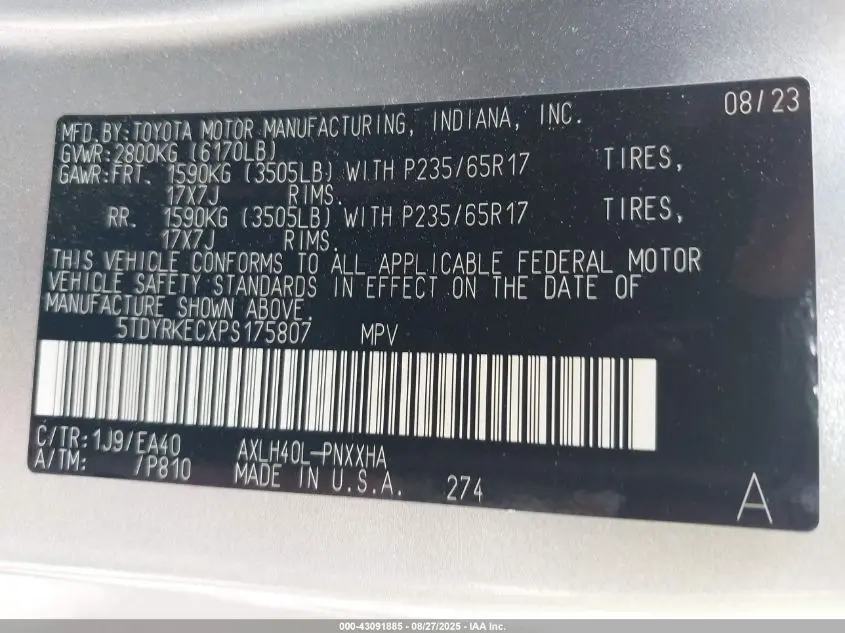 08/23
MFD.BY:TOYOTA MOTOR MANUFACTURING, INDIANA, INC.
GVWR:2800KG (6170LB)
GAWR:FRT. 1590KG (3505LB) WITH P235/65R17 TIRES,
17X7J RIMS.
RR. 1590KG (3505LB) WITH P235/65R17 TIRES,
17X7J RIMS.
THIS VEHICLE CONFORMS TO ALL APPLICABLE FEDERAL MOTOR
VEHICLE SAFETY STANDARDS IN EFFECT ON THE DATE OF
MANUFACTURE SHOWN ABOVE.
5TDYRKECXPS175807 MPV
C/TR:1J9/EA40 AXLH40L-PNXXHA
A/TM: /P810 MADE IN U.S.A. 274 A
000-43091885 - 08/27/2025 - IAA Inc.